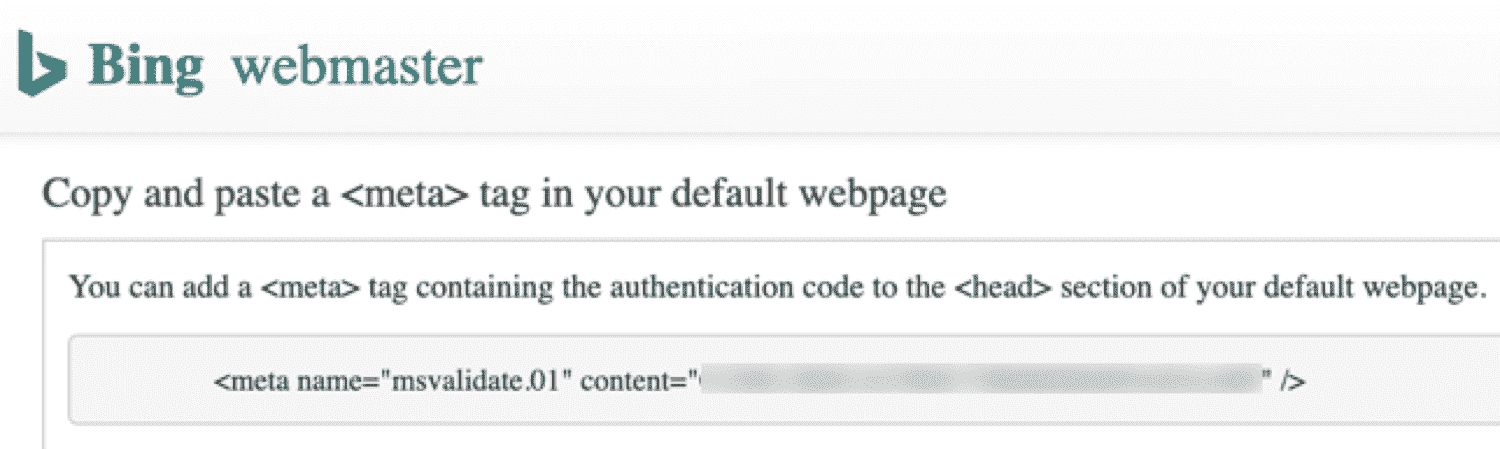 Bing webmaster
Copy and paste a <meta> tag in your default webpage
You can add a <meta> tag containing the authentication code to the <head> section of your default webpage.
<meta name="msvalidate.01" content="" />